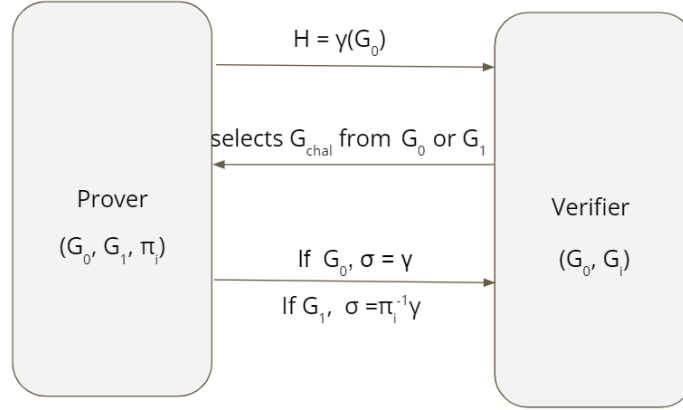 H = γ(G₀)
selects G_chal from G₀ or G₁
Prover
(G₀, G₁, πᵢ)
Verifier
(G₀, Gᵢ)
If G₀, σ = γ
If G₁, σ =πᵢ⁻¹γ